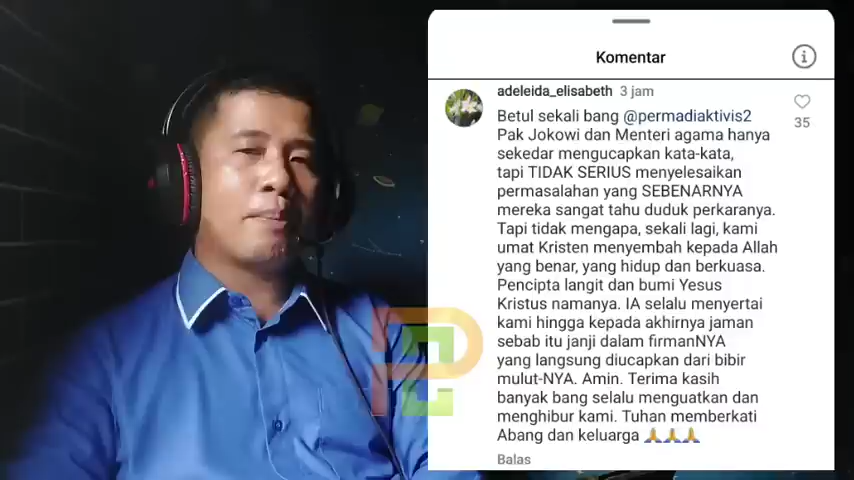 Komentar
adeleida_elisabeth 3 jam
Betul sekali bang @permadiaktivis2
Pak Jokowi dan Menteri agama hanya
sekedar mengucapkan kata-kata,
tapi TIDAK SERIUS menyelesaikan
permasalahan yang SEBENARNYA
mereka sangat tahu duduk perkaranya.
Tapi tidak mengapa, sekali lagi, kami
umat Kristen menyembah kepada Allah
yang benar, yang hidup dan berkuasa.
Pencipta langit dan bumi Yesus
Kristus namanya. IA selalu menyertai
kami hingga kepada akhirnya jaman
sebab itu janji dalam firmanNYA
yang langsung diucapkan dari bibir
mulut-NYA. Amin. Terima kasih
banyak bang selalu menguatkan dan
menghibur kami. Tuhan memberkati
Abang dan keluarga 🙏🙏🙏
35
Balas